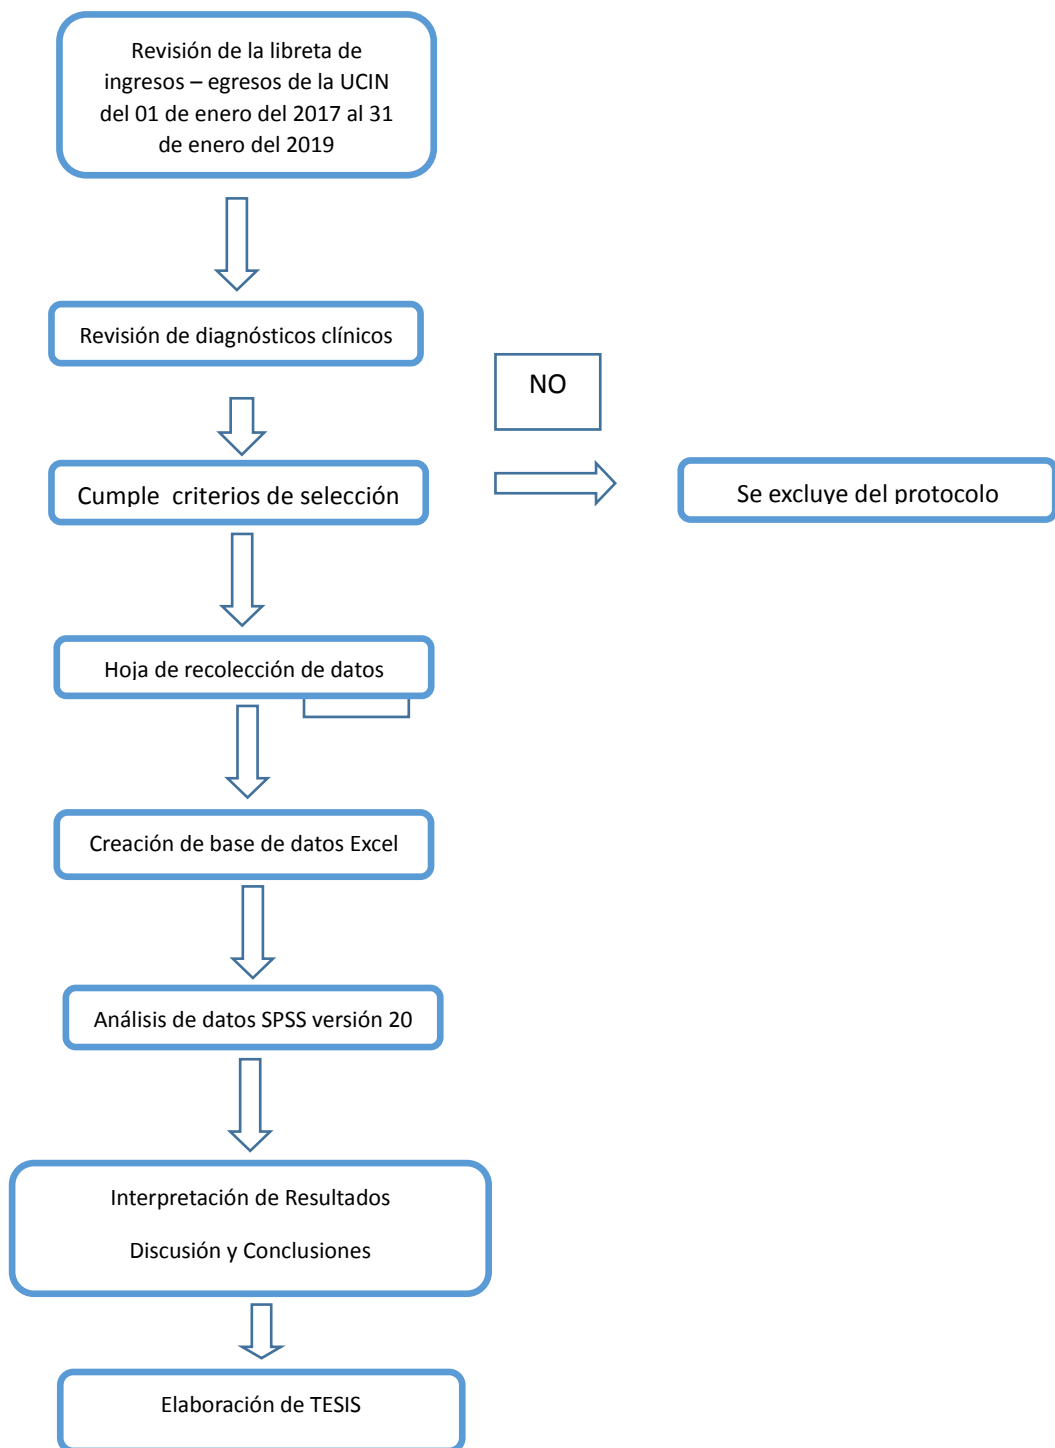 Revisión de la libreta de
ingresos – egresos de la UCIN
del 01 de enero del 2017 al 31
de enero del 2019
Revisión de diagnósticos clínicos
NO
Cumple criterios de selección
Se excluye del protocolo
Hoja de recolección de datos
Creación de base de datos Excel
Análisis de datos SPSS versión 20
Interpretación de Resultados
Discusión y Conclusiones
Elaboración de TESIS